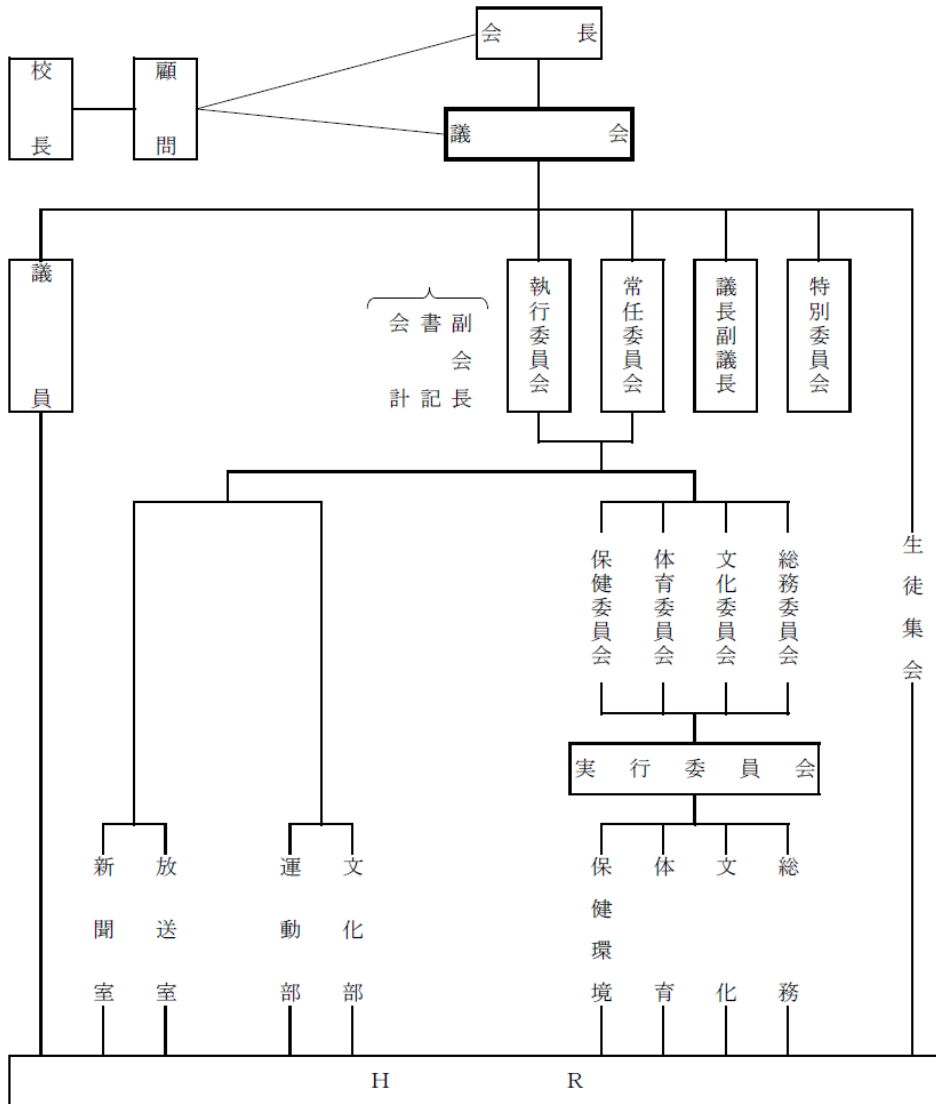 会長
校長
顧問
議会
議員
副会長
書記
会計
執行委員会
常任委員会
議長副議長
特別委員会
保健委員会
体育委員会
文化委員会
総務委員会
生徒集会
実行委員会
新聞室
放送室
運動部
文化部
保健環境
体育
文化
総務
HR